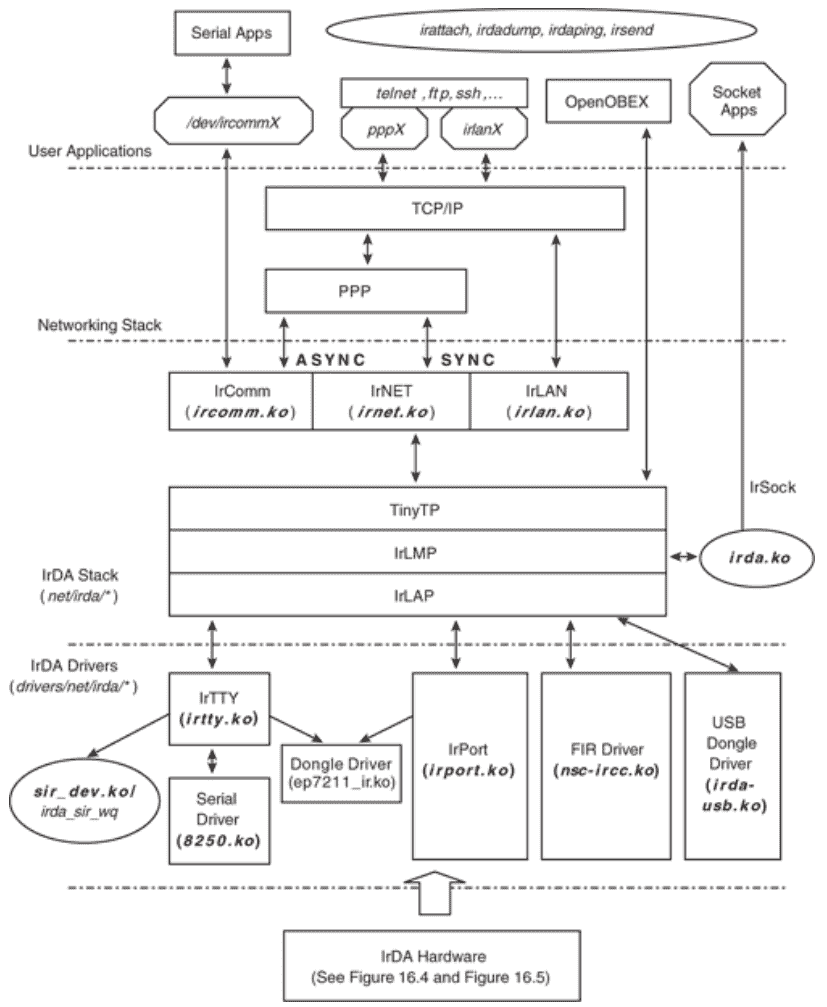 Serial Apps
irattach, irdadump, irdaping, irsend
telnet ,ftp, ssh ,...
OpenOBEX
Socket
Apps
/dev/ircommX
pppX
irlanX
User Applications
TCP/IP
PPP
Networking Stack
ASYNC
SYNC
IrComm
(ircomm.ko)
IrNET
(irnet.ko)
IrLAN
(irlan.ko)
IrSock
TinyTP
IrLMP
irda.ko
IrLAP
IrDA Stack
(net/irda/*)
IrDA Drivers
(drivers/net/irda/*)
IrTTY
(irtty.ko)
sir_dev.ko/
irda_sir_wq
Serial
Driver
(8250.ko)
Dongle Driver
(ep7211_ir.ko)
IrPort
(irport.ko)
FIR Driver
(nsc-ircc.ko)
USB
Dongle
Driver
(irda-
usb.ko)
IrDA Hardware
(See Figure 16.4 and Figure 16.5)